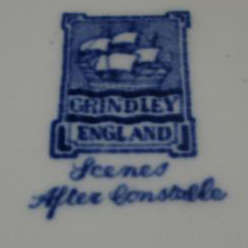 GRINDLEY
ENGLAND
Scenes
After Constable